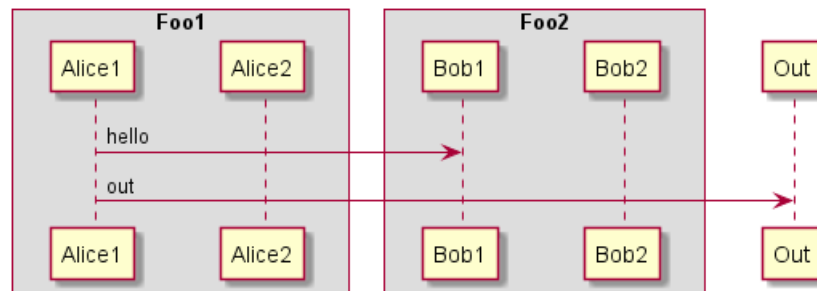 Foo1 Foo2
Alice1 Alice2 Bob1 Bob2 Out
hello
out
Alice1 Alice2 Bob1 Bob2 Out